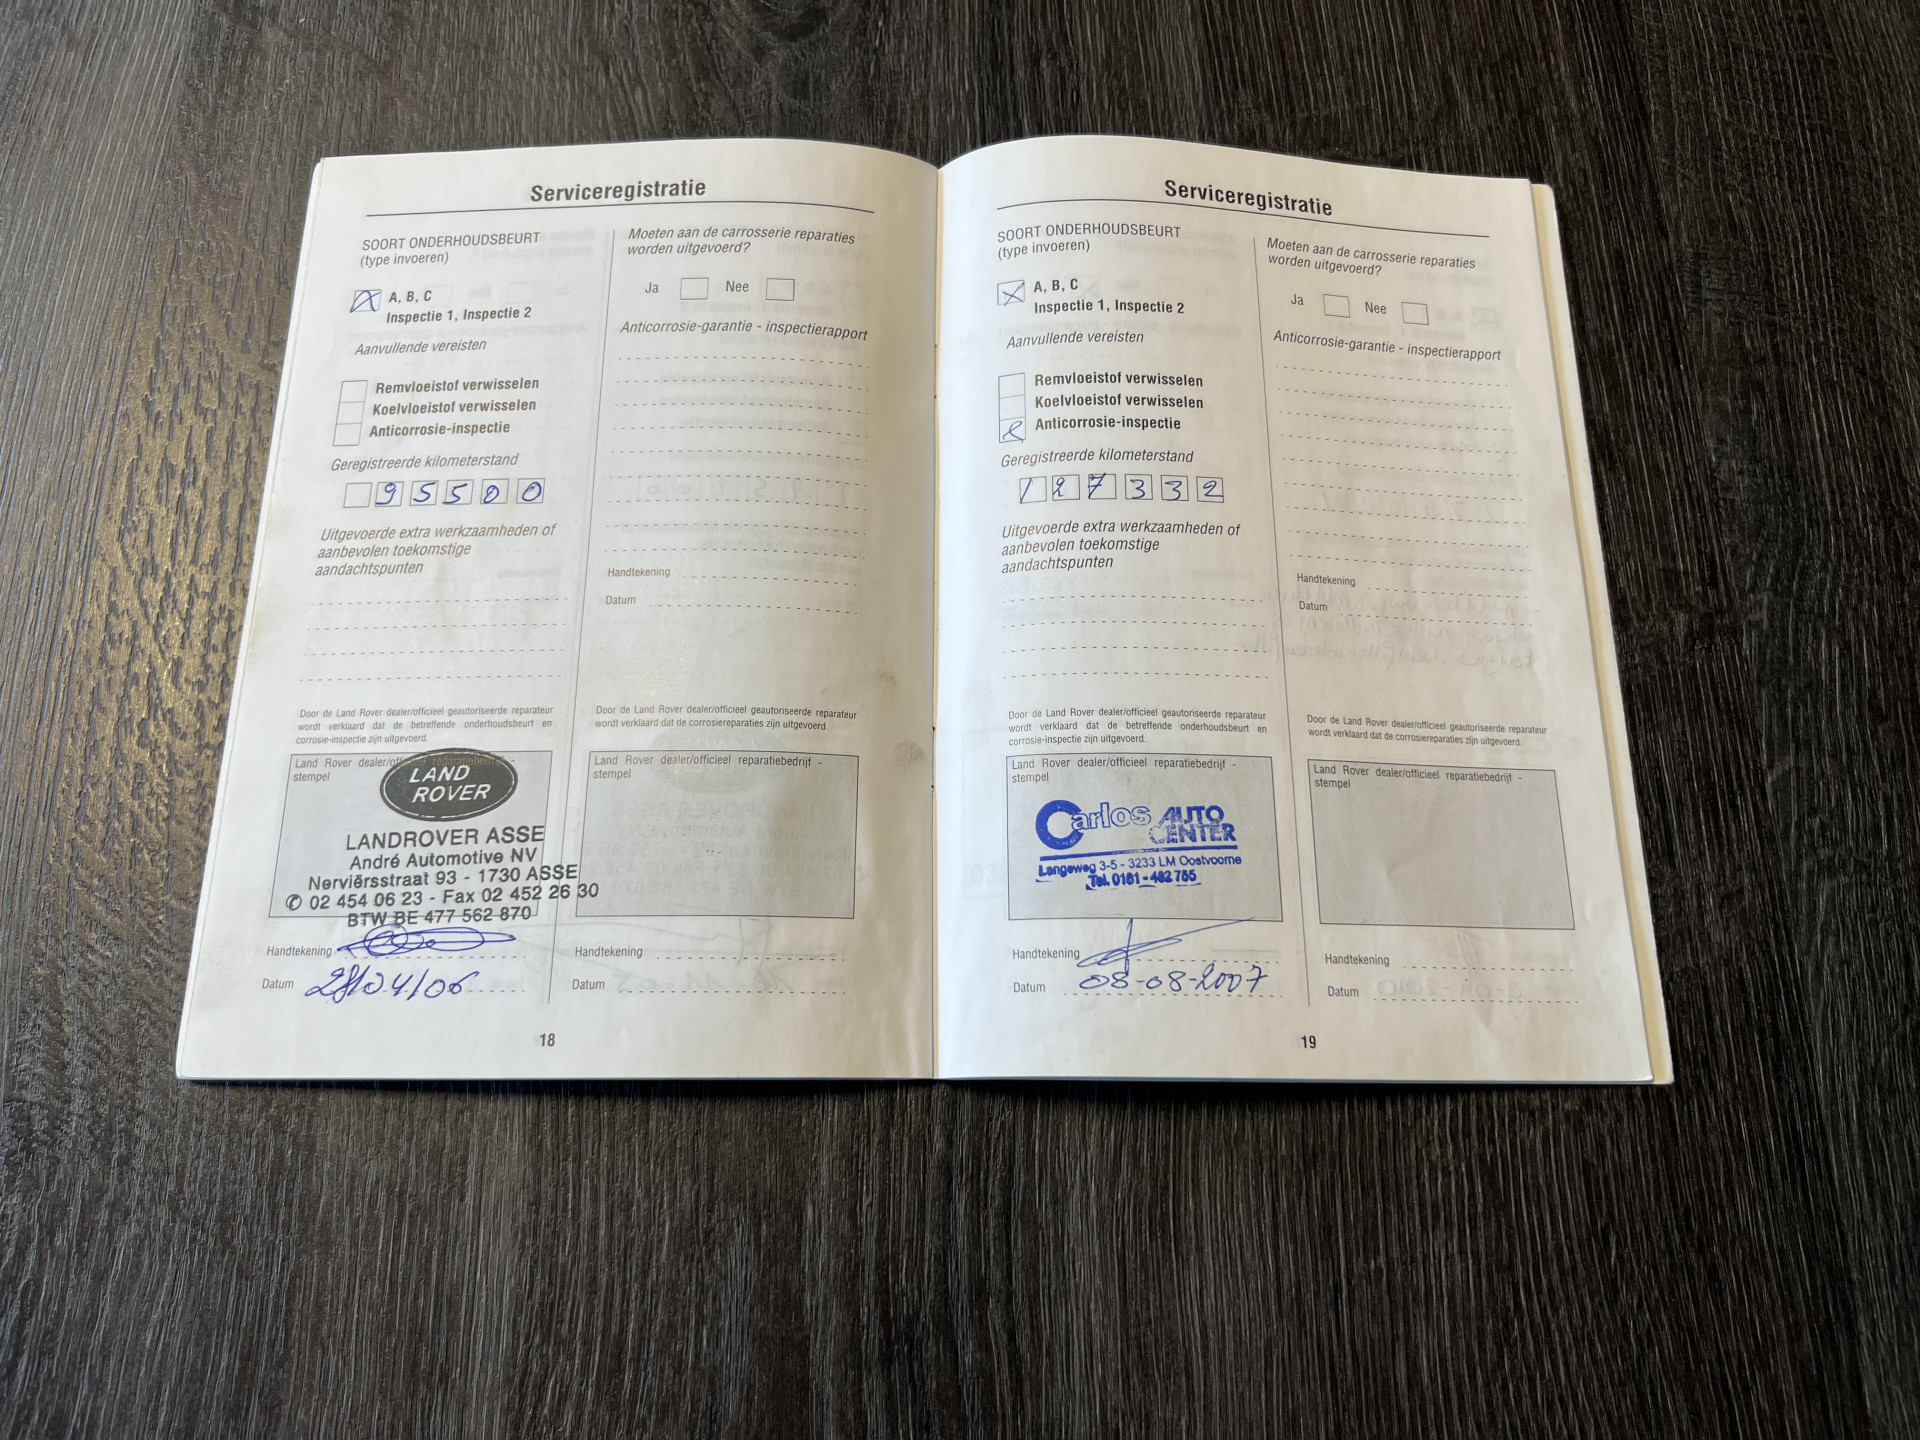 Serviceregistratie
SOORT ONDERHOUDSBEURT
(type invoeren)
A, B, C
Inspectie 1, Inspectie 2
Aanvullende vereisten
Remvloeistof verwisselen
Koelvloeistof verwisselen
Anticorrosie-inspectie
Geregistreerde kilometerstand
95500
Uitgevoerde extra werkzaamheden of
aanbevolen toekomstige
aandachtspunten
Door de Land Rover dealer/officieel geautoriseerde reparateur
wordt verklaard dat de betreffende onderhoudsbeurt en
corrosie-inspectie zijn uitgevoerd.
Land Rover dealer/officieel reparatiebedrijf -
stempel
LAND
ROVER
LANDROVER ASSE
André Automotive NV
Nerviërsstraat 93 - 1730 ASSE
✆ 02 454 06 23 - Fax 02 452 26 30
BTW BE 477 562 870
Handtekening
Datum 28/04/06
Moeten aan de carrosserie reparaties
worden uitgevoerd?
Ja Nee
Anticorrosie-garantie - inspectierapport
Handtekening
Datum
Door de Land Rover dealer/officieel geautoriseerde reparateur
wordt verklaard dat de corrosiereparaties zijn uitgevoerd.
Land Rover dealer/officieel reparatiebedrijf -
stempel
Handtekening
Datum
18
Serviceregistratie
SOORT ONDERHOUDSBEURT
(type invoeren)
A, B, C
Inspectie 1, Inspectie 2
Aanvullende vereisten
Remvloeistof verwisselen
Koelvloeistof verwisselen
Anticorrosie-inspectie
Geregistreerde kilometerstand
127332
Uitgevoerde extra werkzaamheden of
aanbevolen toekomstige
aandachtspunten
Door de Land Rover dealer/officieel geautoriseerde reparateur
wordt verklaard dat de betreffende onderhoudsbeurt en
corrosie-inspectie zijn uitgevoerd.
Land Rover dealer/officieel reparatiebedrijf -
stempel
Carlos AUTO
CENTER
Langeweg 3-5 - 3233 LM Oostvoorne
Tel. 0181 - 482 755
Handtekening
Datum 08-08-2007
Moeten aan de carrosserie reparaties
worden uitgevoerd?
Ja Nee
Anticorrosie-garantie - inspectierapport
Handtekening
Datum
Door de Land Rover dealer/officieel geautoriseerde reparateur
wordt verklaard dat de corrosiereparaties zijn uitgevoerd.
Land Rover dealer/officieel reparatiebedrijf -
stempel
Handtekening
Datum
19